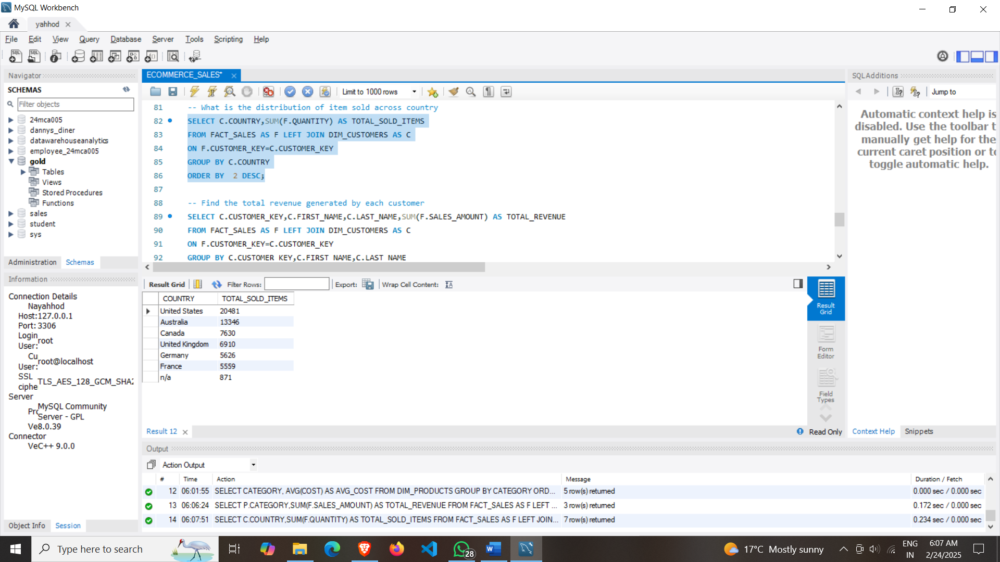 MySQL Workbench
yahhod
File Edit View Query Database Server Tools Scripting Help
Navigator
SCHEMAS
Filter objects
24mca005
dannys_diner
datawarehouseanalytics
employee_24mca005
gold
Tables
Views
Stored Procedures
Functions
sales
student
sys
Administration Schemas
Information
Connection Details
Nayahhod
Host:127.0.0.1
Port: 3306
Login
User:
root
Cu
User:
root@localhost
SSL
ciphe
TLS_AES_128_GCM_SHA2
Server
Prc
MySQL Community
Server - GPL
Ve8.0.39
Connector
VeC++ 9.0.0
Object Info Session
ECOMMERCE_SALES*
Limit to 1000 rows
81 -- What is the distribution of item sold across country
82 SELECT C.COUNTRY,SUM(F.QUANTITY) AS TOTAL_SOLD_ITEMS
83 FROM FACT_SALES AS F LEFT JOIN DIM_CUSTOMERS AS C
84 ON F.CUSTOMER_KEY=C.CUSTOMER_KEY
85 GROUP BY C.COUNTRY
86 ORDER BY  2 DESC;
87
88 -- Find the total revenue generated by each customer
89 SELECT C.CUSTOMER_KEY,C.FIRST_NAME,C.LAST_NAME,SUM(F.SALES_AMOUNT) AS TOTAL_REVENUE
90 FROM FACT_SALES AS F LEFT JOIN DIM_CUSTOMERS AS C
91 ON F.CUSTOMER_KEY=C.CUSTOMER_KEY
92 GROUP BY C.CUSTOMER_KEY,C.FIRST_NAME,C.LAST_NAME
Result Grid Filter Rows: Export: Wrap Cell Content:
COUNTRY TOTAL_SOLD_ITEMS
United States 20481
Australia 13346
Canada 7630
United Kingdom 6910
Germany 5626
France 5559
n/a 871
Result
Grid
Form
Editor
Field
Types
Result 12
Read Only
SQLAdditions
Jump to
Automatic context help is
disabled. Use the toolbar t
manually get help for the
current caret position or to
toggle automatic help.
Context Help Snippets
Output
Action Output
# Time Action Message Duration / Fetch
12 06:01:55 SELECT CATEGORY, AVG(COST) AS AVG_COST FROM DIM_PRODUCTS GROUP BY CATEGORY ORD... 5 row(s) returned 0.000 sec / 0.000 sec
13 06:06:24 SELECT P.CATEGORY,SUM(F.SALES_AMOUNT) AS TOTAL_REVENUE FROM FACT_SALES AS F LEFT ... 3 row(s) returned 0.172 sec / 0.000 sec
14 06:07:51 SELECT C.COUNTRY,SUM(F.QUANTITY) AS TOTAL_SOLD_ITEMS FROM FACT_SALES AS F LEFT JOIN... 7 row(s) returned 0.234 sec / 0.000 sec
Type here to search
28
17°C Mostly sunny
ENG
IN
6:07 AM
2/24/2025